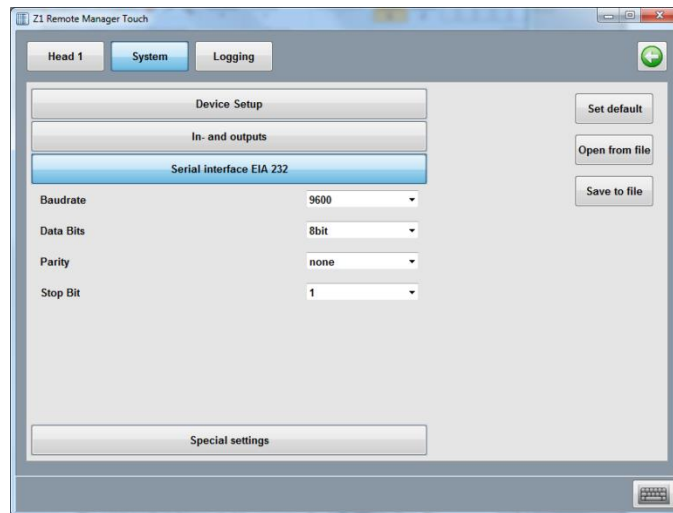 Z1 Remote Manager Touch
Head 1 System Logging
Device Setup
Set default
In- and outputs
Open from file
Serial interface EIA 232
Save to file
Baudrate 9600
Data Bits 8bit
Parity none
Stop Bit 1
Special settings